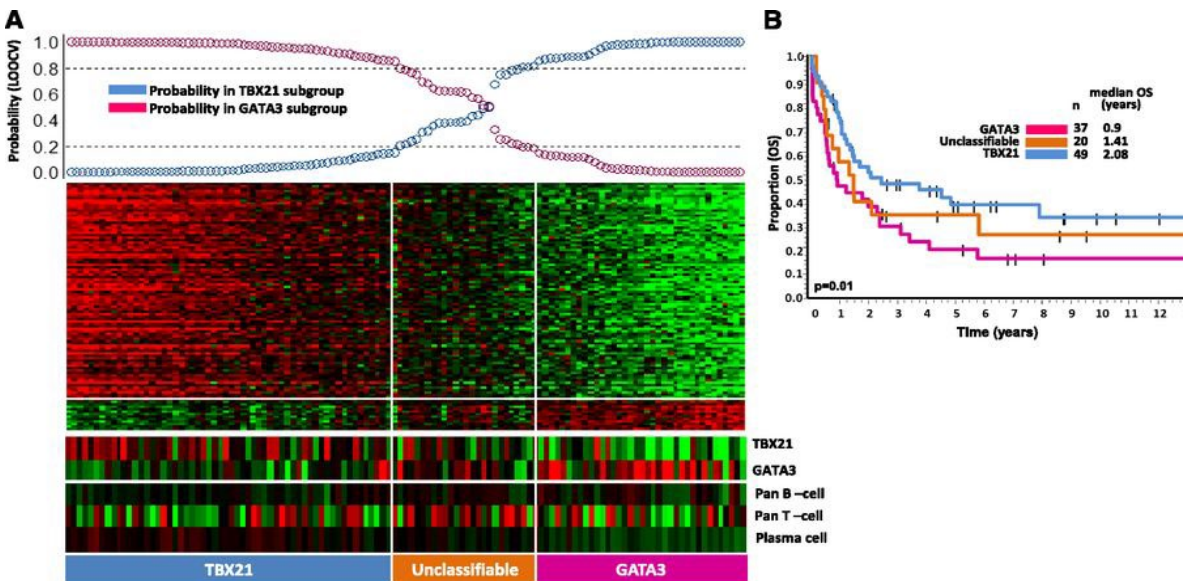 A
Probability (LOOCV)
1.0
0.8
0.6
0.4
0.2
0.0
Probability in TBX21 subgroup
Probability in GATA3 subgroup
TBX21
GATA3
Pan B –cell
Pan T –cell
Plasma cell
TBX21
Unclassifiable
GATA3
B
Proportion (OS)
1.0
0.9
0.8
0.7
0.6
0.5
0.4
0.3
0.2
0.1
0.0
n median OS (years)
GATA3 37 0.9
Unclassifiable 20 1.41
TBX21 49 2.08
p=0.01
0 1 2 3 4 5 6 7 8 9 10 11 12
Time (years)